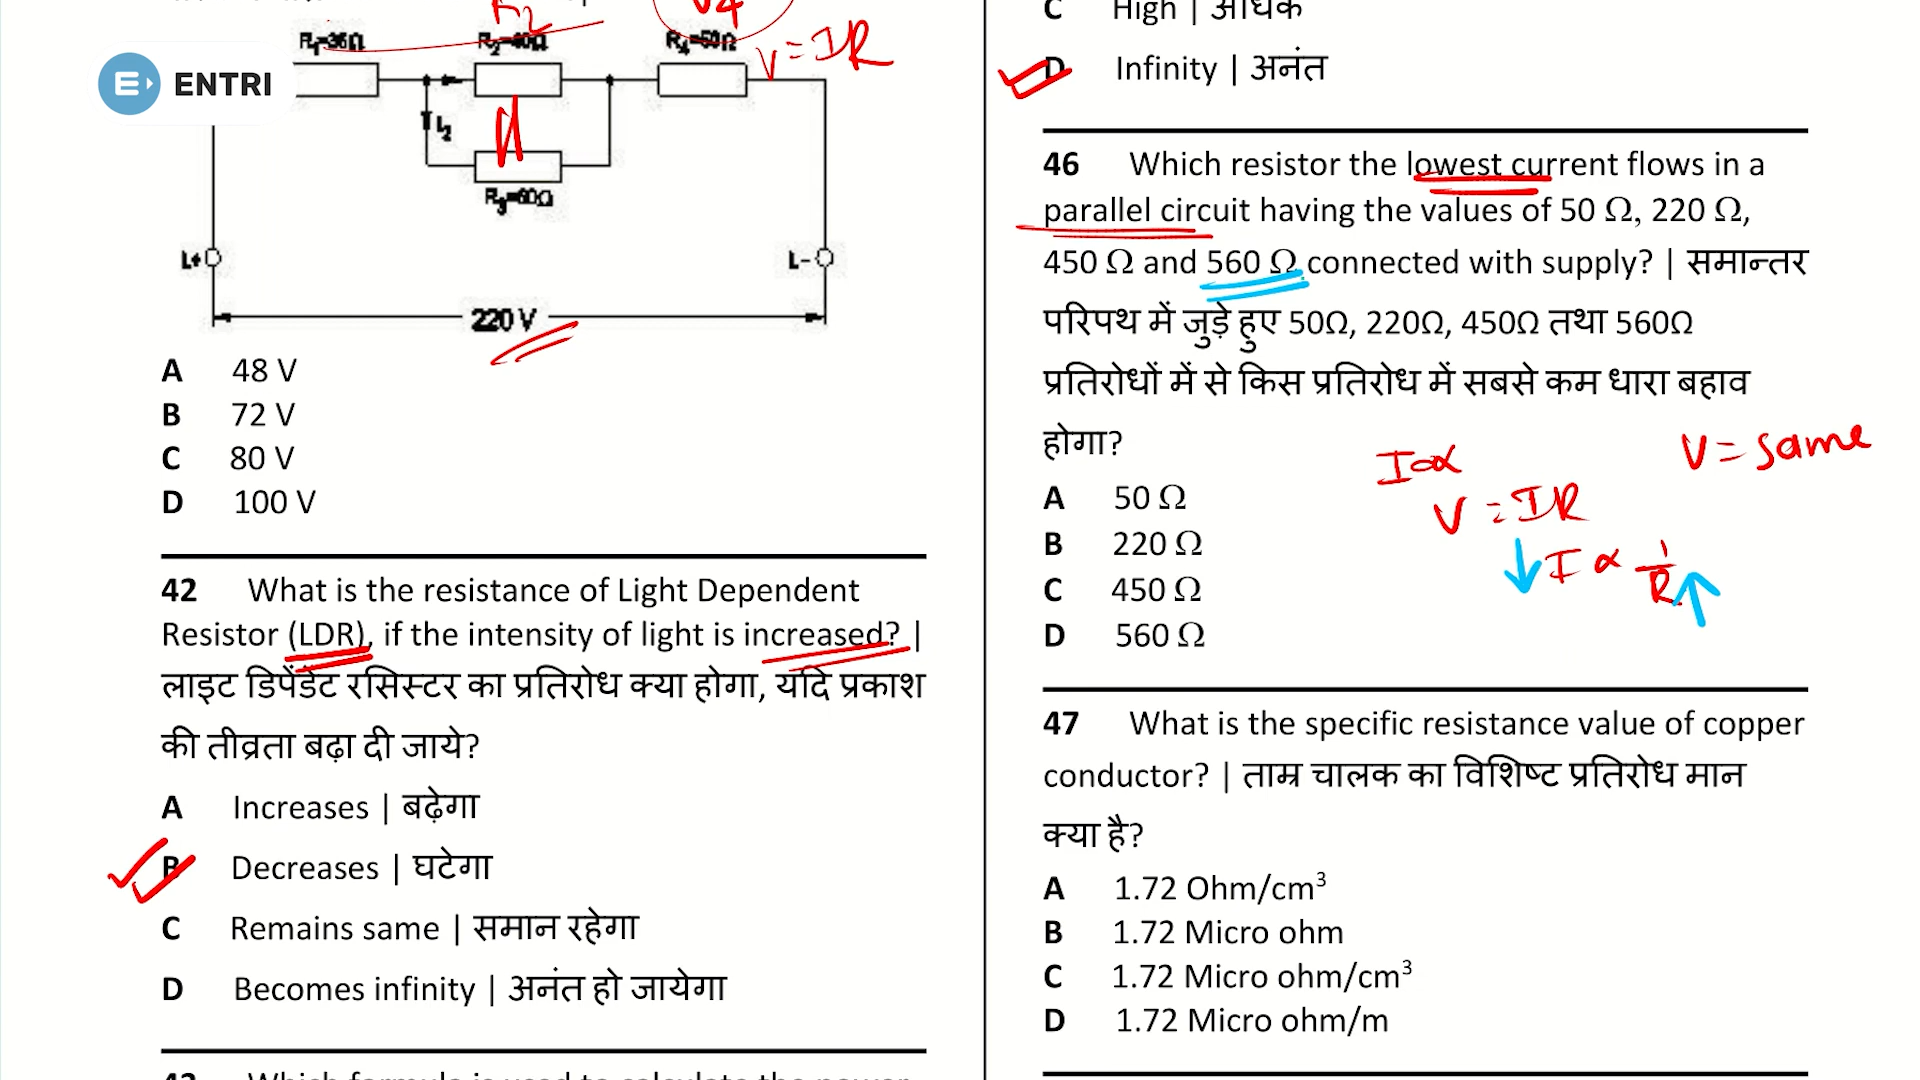 R₁=36Ω R₂=40Ω R₄=50Ω
V=IR
ENTRI
I₂
R₃=60Ω
L+ L-
220 V
A 48 V
B 72 V
C 80 V
D 100 V
42 What is the resistance of Light Dependent
Resistor (LDR), if the intensity of light is increased? |
लाइट डिपेंडेंट रसिस्टर का प्रतिरोध क्या होगा, यदि प्रकाश
की तीव्रता बढ़ा दी जाये?
A Increases | बढ़ेगा
B Decreases | घटेगा
C Remains same | समान रहेगा
D Becomes infinity | अनंत हो जायेगा
C High | अधिक
D Infinity | अनंत
46 Which resistor the lowest current flows in a
parallel circuit having the values of 50 Ω, 220 Ω,
450 Ω and 560 Ω connected with supply? | समान्तर
परिपथ में जुड़े हुए 50Ω, 220Ω, 450Ω तथा 560Ω
प्रतिरोधों में से किस प्रतिरोध में सबसे कम धारा बहाव
होगा?
I∝ V= same
V=IR
I ∝ 1/R
A 50 Ω
B 220 Ω
C 450 Ω
D 560 Ω
47 What is the specific resistance value of copper
conductor? | ताम्र चालक का विशिष्ट प्रतिरोध मान
क्या है?
A 1.72 Ohm/cm³
B 1.72 Micro ohm
C 1.72 Micro ohm/cm³
D 1.72 Micro ohm/m